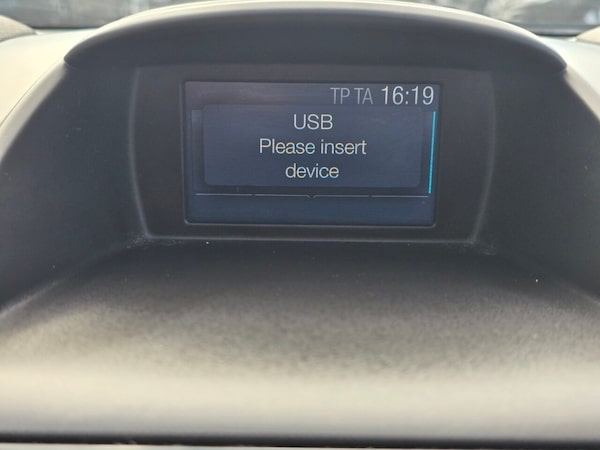 TP TA 16:19
USB
Please insert
device